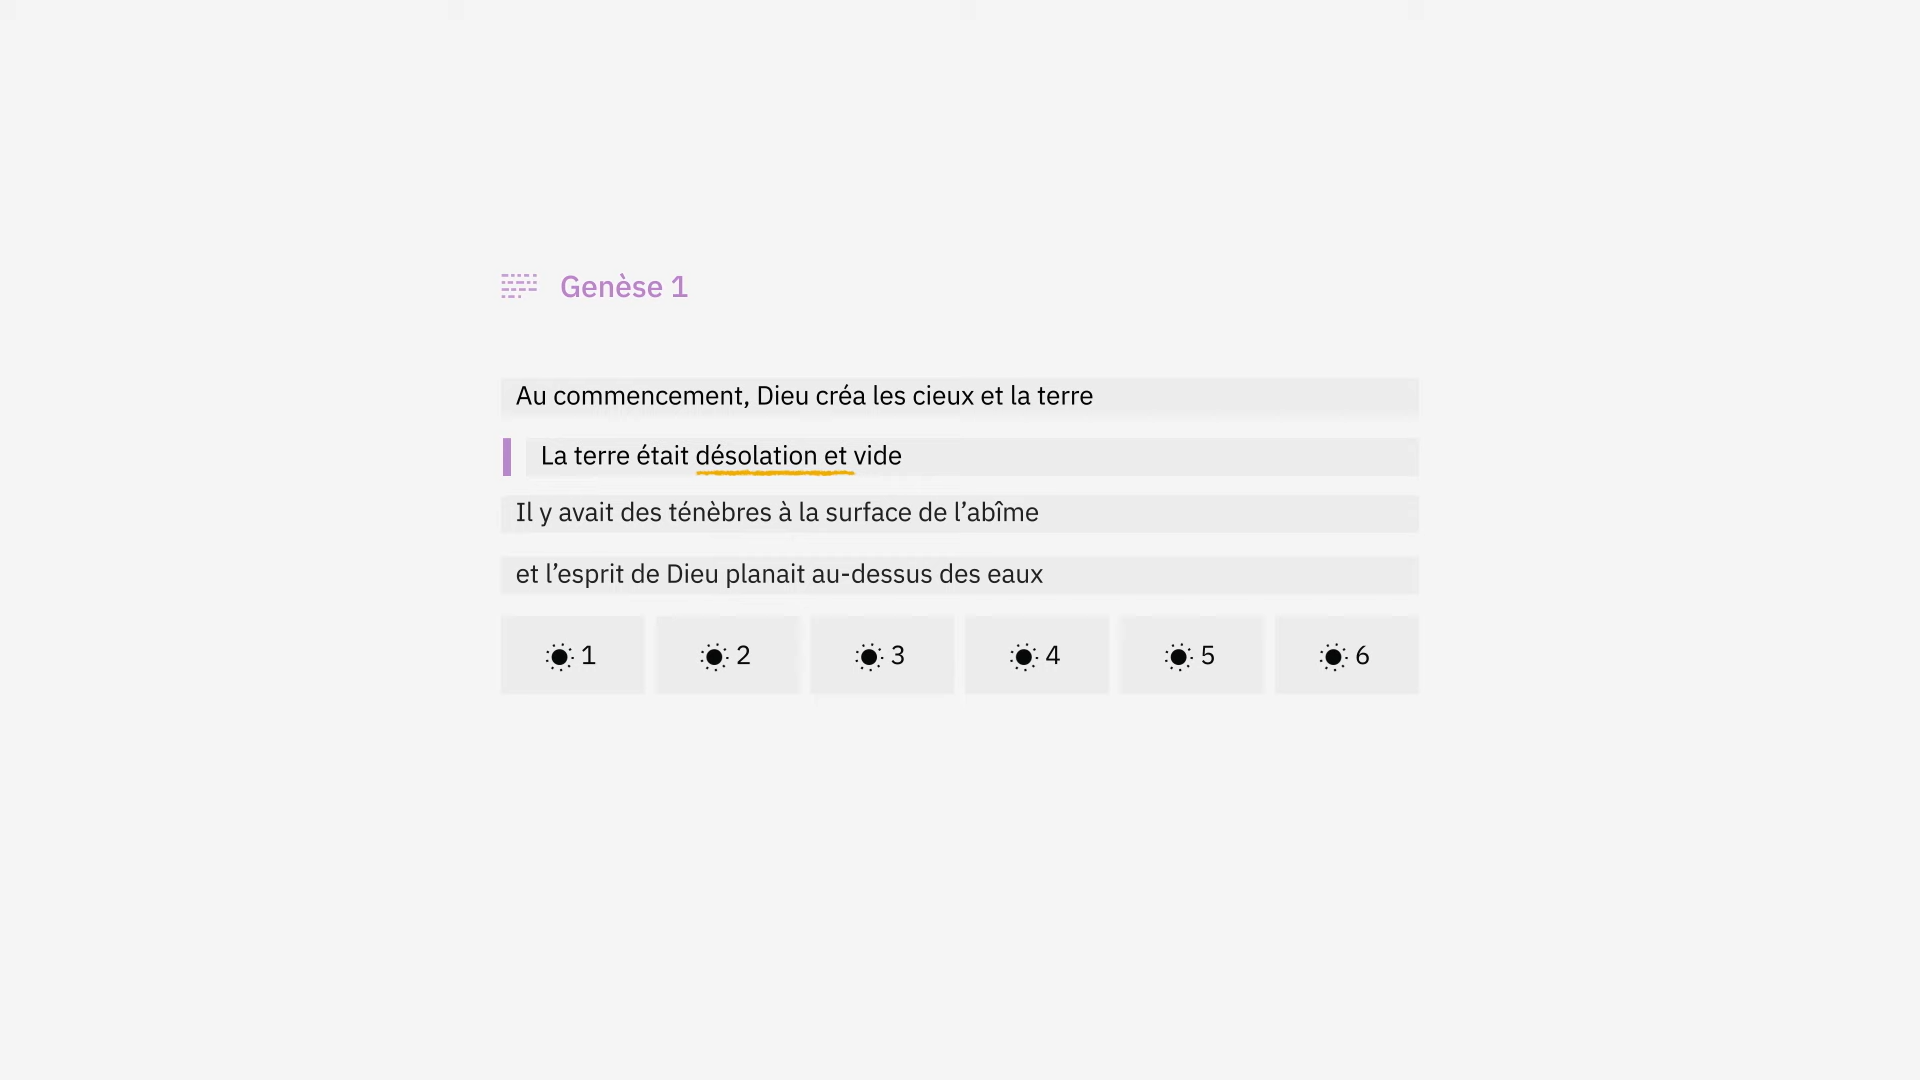 Genèse 1
Au commencement, Dieu créa les cieux et la terre
La terre était désolation et vide
Il y avait des ténèbres à la surface de l’abîme
et l’esprit de Dieu planait au-dessus des eaux
1 2 3 4 5 6